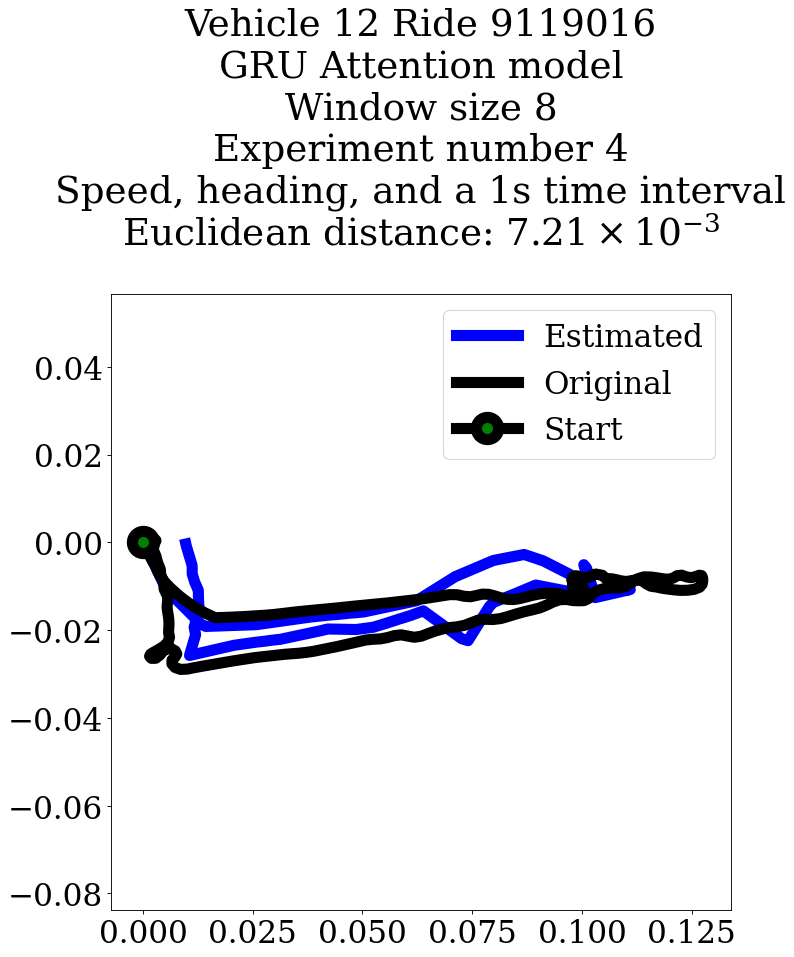 Vehicle 12 Ride 9119016
GRU Attention model
Window size 8
Experiment number 4
Speed, heading, and a 1s time interval
Euclidean distance: 7.21 × 10⁻³
Estimated
Original
Start
0.04
0.02
0.00
−0.02
−0.04
−0.06
−0.08
0.000 0.025 0.050 0.075 0.100 0.125